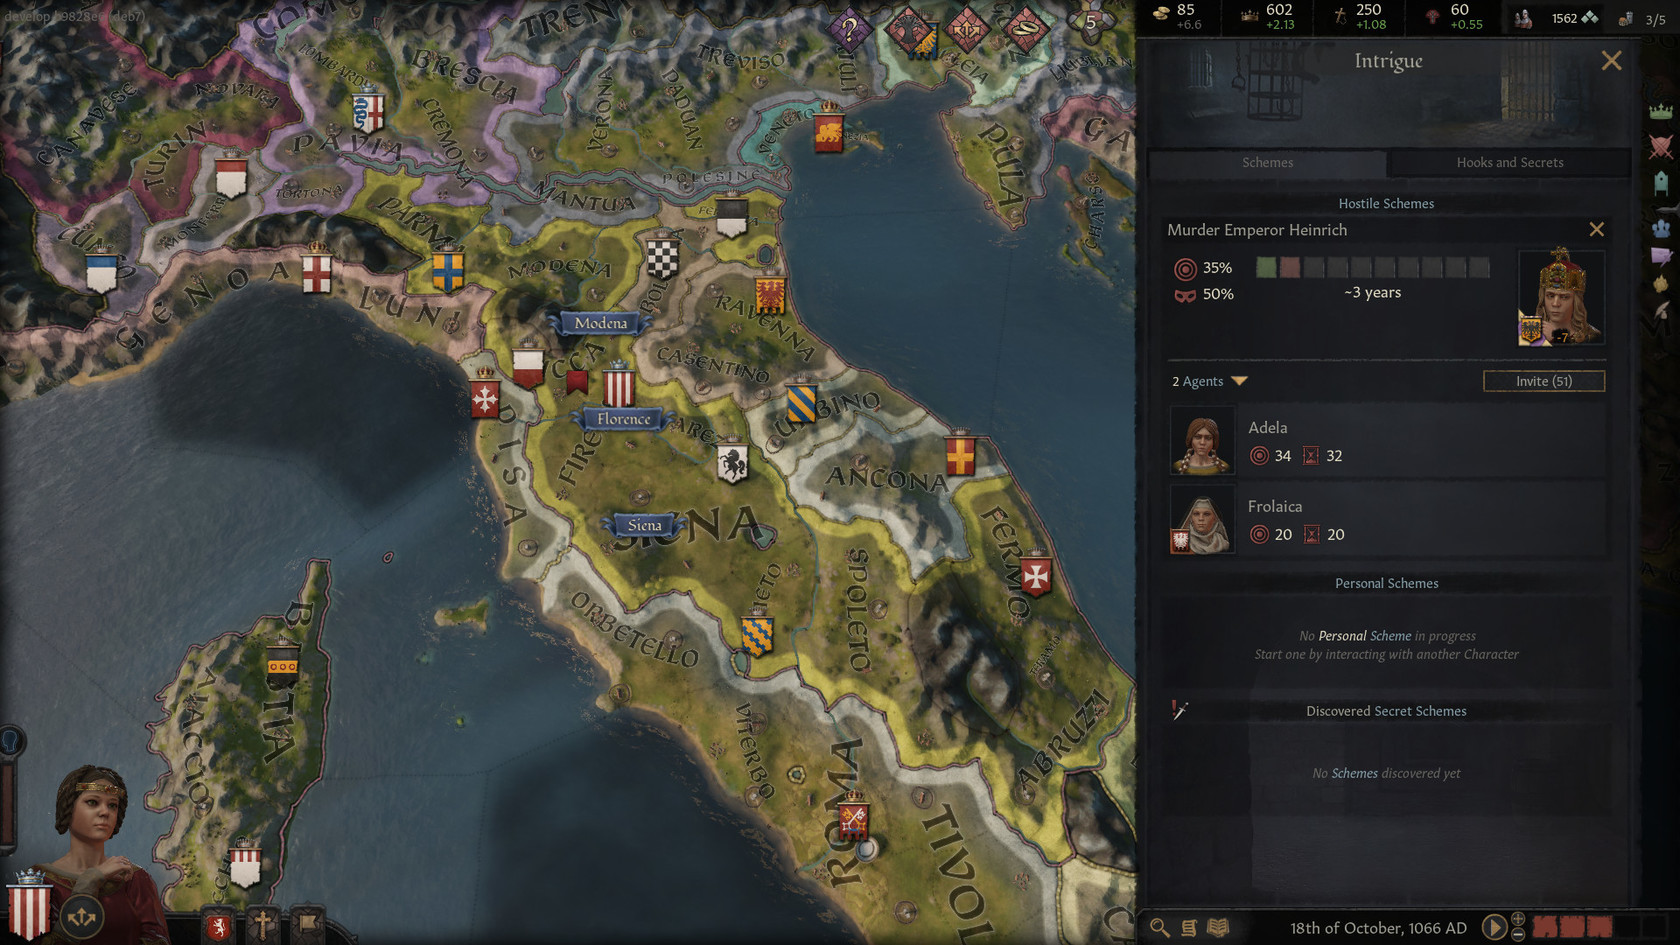 85
+6.6
602
+2.13
250
+1.08
60
+0.55
1562
3/5
5
Intrigue
Schemes
Hooks and Secrets
Hostile Schemes
Murder Emperor Heinrich
35%
50%
~3 years
-7
2 Agents
Invite (51)
Adela
34 32
Frolaica
20 20
Personal Schemes
No Personal Scheme in progress
Start one by interacting with another Character
Discovered Secret Schemes
No Schemes discovered yet
18th of October, 1066 AD
BRESCIA
TREVISO
NOVARA
CANAVESE
TURIN
PAVIA
CREMONA
VERONA
PADUAN
TORTONA
MANTUA
POLESINE
PULA
PARMA
MODENA
GENOA
LUNI
RAVENNA
CASENTINO
Modena
Florence
Siena
URBINO
ANCONA
FERMO
SPOLETO
ORBETELLO
VITERBO
ROMA
ABRUZZI
BASTIA
AJACCIO
PISA